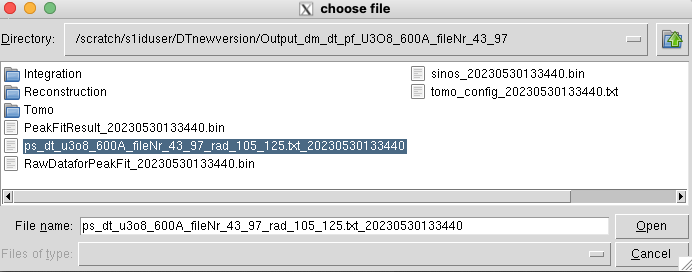 choose file
Directory: /scratch/s1iduser/DTnewversion/Output_dm_dt_pf_U3O8_600A_fileNr_43_97
Integration
Reconstruction
Tomo
PeakFitResult_20230530133440.bin
ps_dt_u3o8_600A_fileNr_43_97_rad_105_125.txt_20230530133440
RawDataforPeakFit_20230530133440.bin
sinos_20230530133440.bin
tomo_config_20230530133440.txt
File name: ps_dt_u3o8_600A_fileNr_43_97_rad_105_125.txt_20230530133440
Open
Files of type:
Cancel